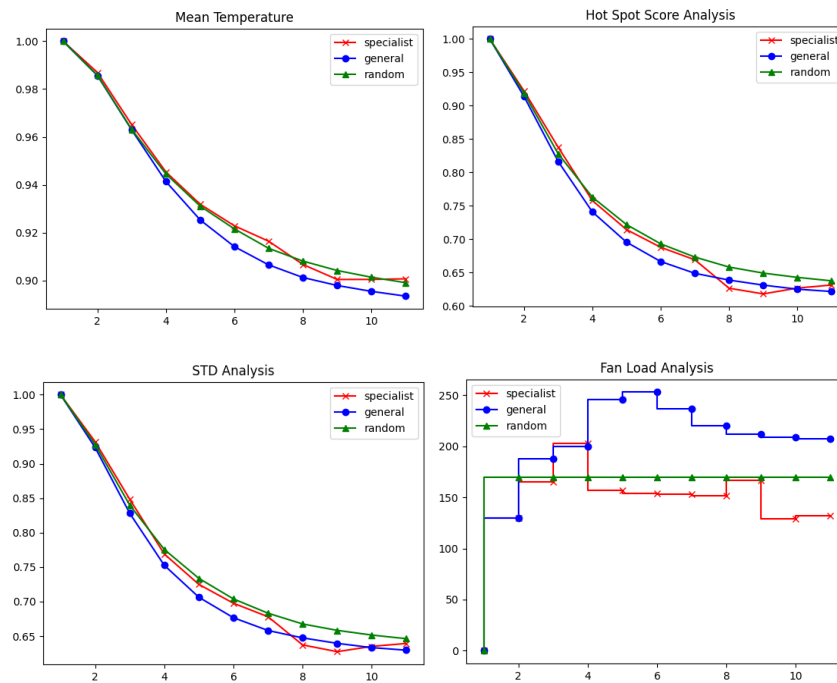 Mean Temperature
1.00
0.98
0.96
0.94
0.92
0.90
2 4 6 8 10
specialist
general
random
Hot Spot Score Analysis
1.00
0.95
0.90
0.85
0.80
0.75
0.70
0.65
0.60
2 4 6 8 10
specialist
general
random
STD Analysis
1.00
0.95
0.90
0.85
0.80
0.75
0.70
0.65
2 4 6 8 10
specialist
general
random
Fan Load Analysis
250
200
150
100
50
0
2 4 6 8 10
specialist
general
random